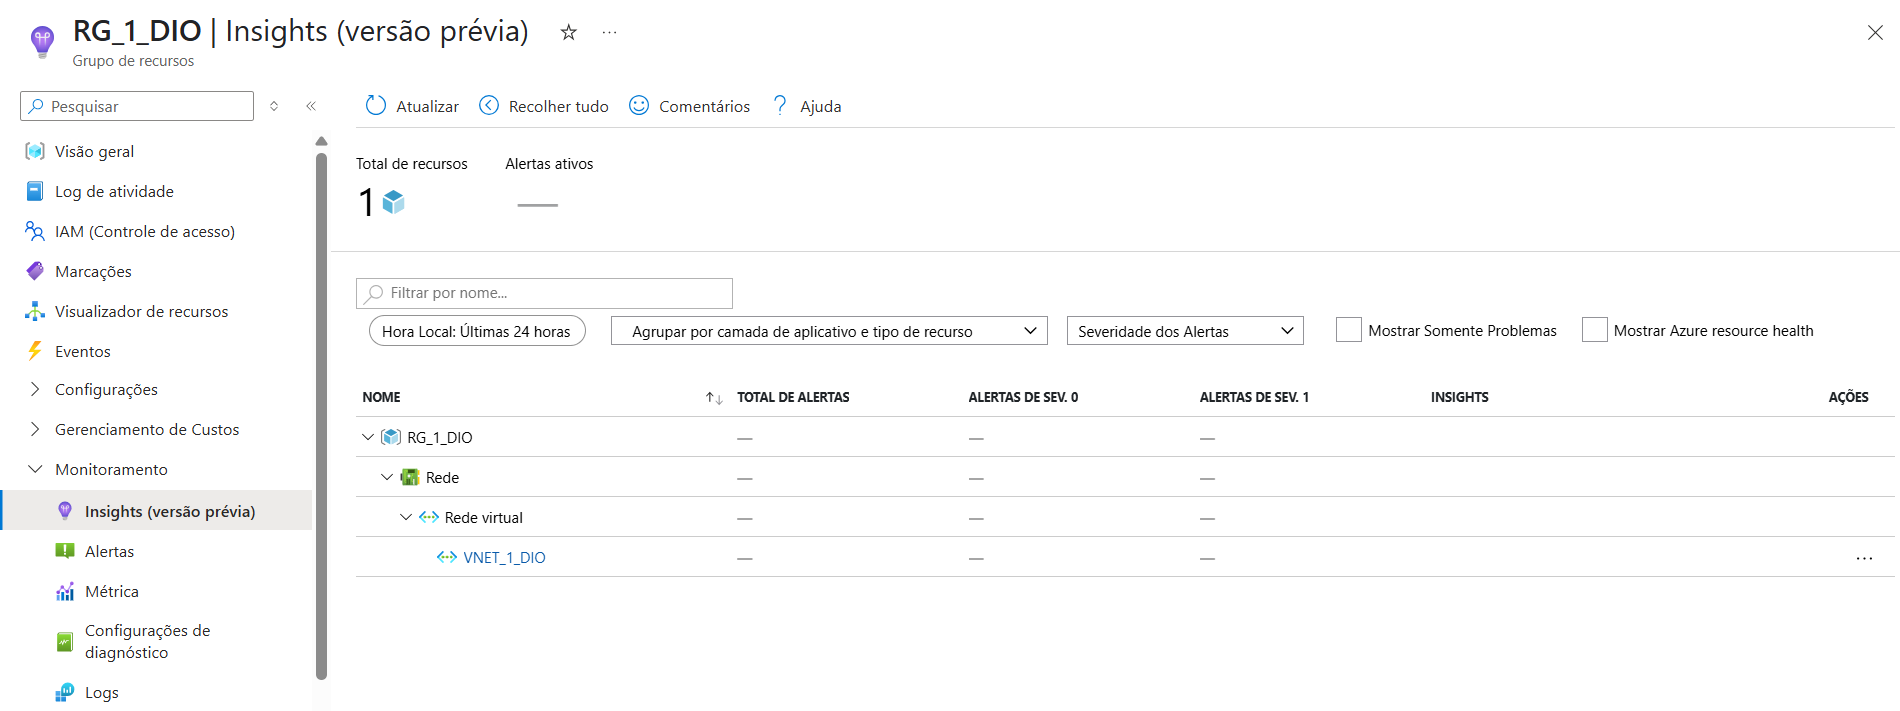 RG_1_DIO | Insights (versão prévia)
Grupo de recursos
Pesquisar
Visão geral
Log de atividade
IAM (Controle de acesso)
Marcações
Visualizador de recursos
Eventos
Configurações
Gerenciamento de Custos
Monitoramento
Insights (versão prévia)
Alertas
Métrica
Configurações de
diagnóstico
Logs
Atualizar Recolher tudo Comentários Ajuda
Total de recursos Alertas ativos
1 —
Filtrar por nome...
Hora Local: Últimas 24 horas Agrupar por camada de aplicativo e tipo de recurso Severidade dos Alertas Mostrar Somente Problemas Mostrar Azure resource health
NOME TOTAL DE ALERTAS ALERTAS DE SEV. 0 ALERTAS DE SEV. 1 INSIGHTS AÇÕES
RG_1_DIO — — —
Rede — — —
Rede virtual — — —
VNET_1_DIO — — — ...